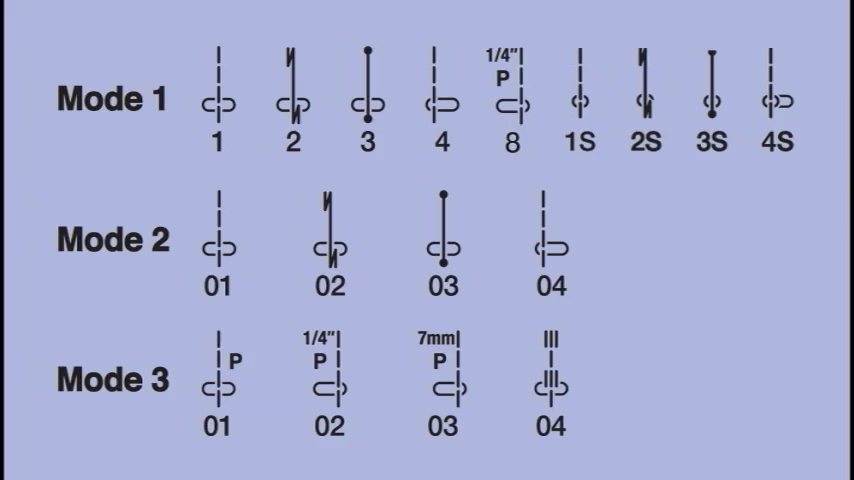 1/4"
P
Mode 1
1 2 3 4 8 1S 2S 3S 4S
Mode 2
01 02 03 04
1/4" 7mm
P P P
Mode 3
01 02 03 04